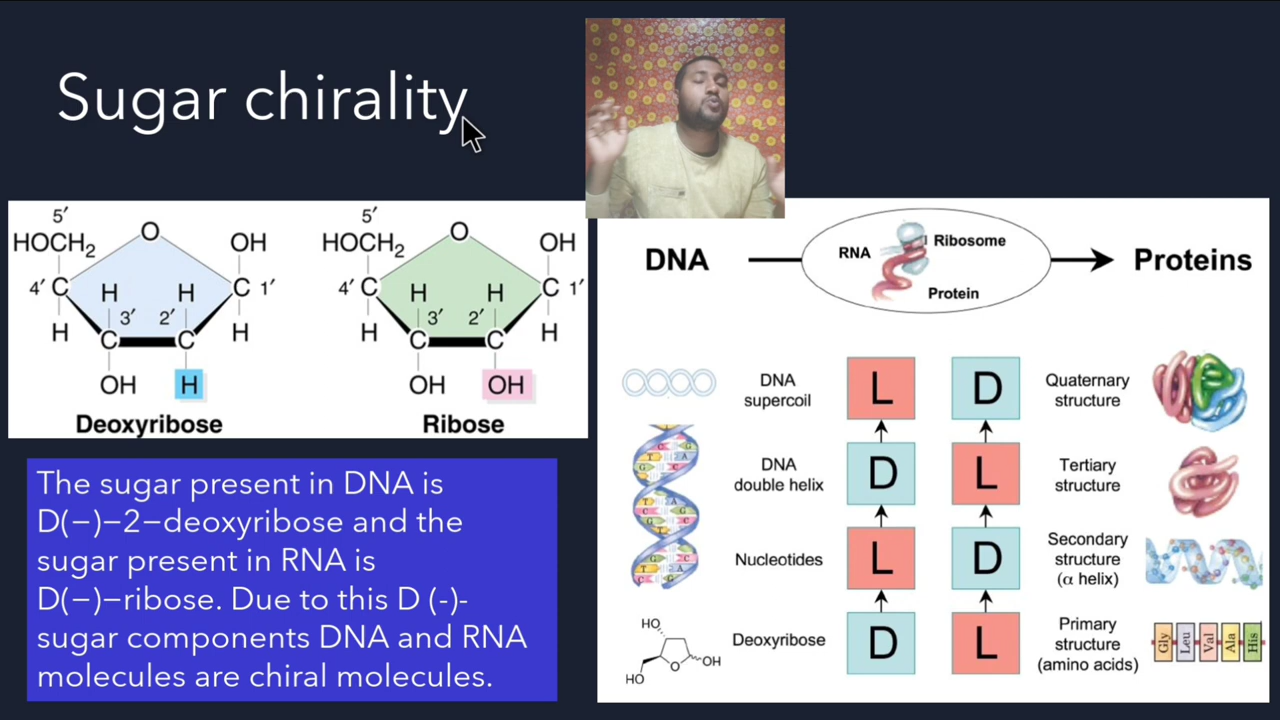 Sugar chirality
5′ 5′
HOCH2 O OH HOCH2 O OH
4′ C H H C 1′ 4′ C H H C 1′
H 3′ 2′ H H 3′ 2′ H
C C C C
OH H OH OH
Deoxyribose Ribose
The sugar present in DNA is
D(−)−2−deoxyribose and the
sugar present in RNA is
D(−)−ribose. Due to this D (-)-
sugar components DNA and RNA
molecules are chiral molecules.
DNA RNA Ribosome Protein Proteins
DNA
supercoil
L D
Quaternary
structure
DNA
double helix
D L
Tertiary
structure
Nucleotides
L D
Secondary
structure
(α helix)
HO
O OH
HO
Deoxyribose
D L
Primary
structure
(amino acids)
Gly Leu Val Ala His